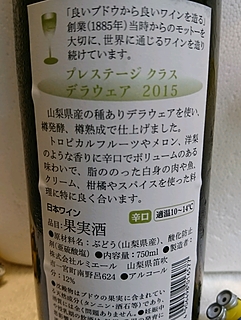 「良いブドウから良いワインを造る」
創業（1885年）当時からのモットーを
大切に、世界に通じるワインを造り
続けています。
プレステージ クラス
デラウェア 2015
山梨県産の種ありデラウェアを使い、
樽発酵、樽熟成で仕上げました。
トロピカルフルーツやメロン、洋梨
のような香りに辛口でボリュームのある
味わいで、脂ののった白身の肉や魚、
クリーム、柑橘やスパイスを使った料
理に特に良く合います。
日本ワイン
辛口 適温10～14℃
品名●果実酒
●原材料名：ぶどう（山梨県産）、酸化防止
剤（亜硫酸塩）●内容量：750ml●製造者：
株式会社ルミエール 山梨県笛吹
市一宮町南野呂624 ●アルコール
分：12%